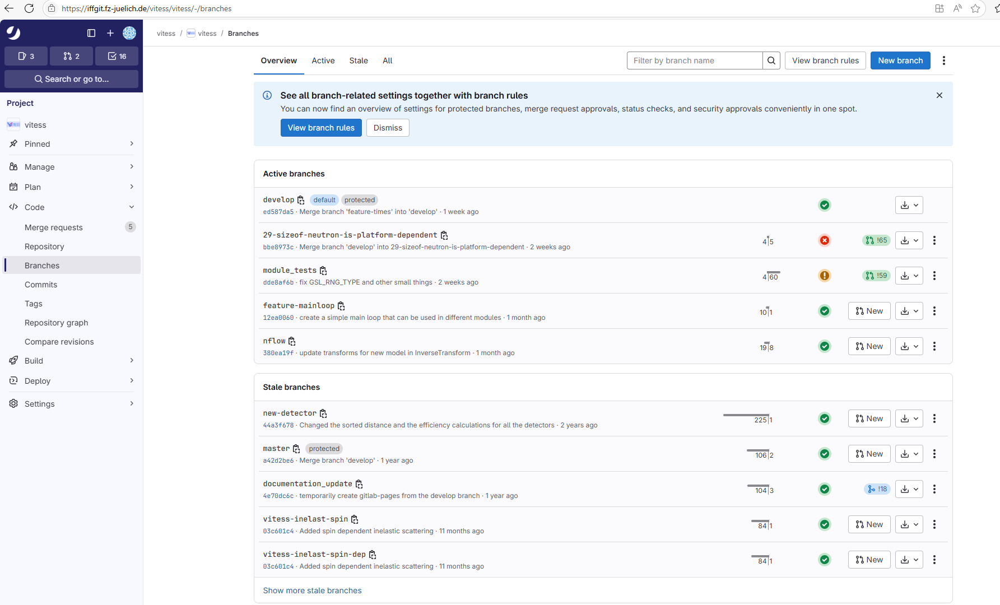 https://iffgit.fz-juelich.de/vitess/vitess/-/branches
3
2
16
Search or go to...
Project
vitess
Pinned
Manage
Plan
Code
Merge requests 5
Repository
Branches
Commits
Tags
Repository graph
Compare revisions
Build
Deploy
Settings
vitess / vitess / Branches
Overview Active Stale All
Filter by branch name
View branch rules
New branch
See all branch-related settings together with branch rules
You can now find an overview of settings for protected branches, merge request approvals, status checks, and security approvals conveniently in one spot.
View branch rules Dismiss
Active branches
develop default protected
ed587da5 · Merge branch 'feature-times' into 'develop' · 1 week ago
29-sizeof-neutron-is-platform-dependent
bbe8973c · Merge branch 'develop' into 29-sizeof-neutron-is-platform-dependent · 2 weeks ago
4 5
!65
module_tests
dde8af6b · fix GSL_RNG_TYPE and other small things · 2 weeks ago
4 60
!59
feature-mainloop
12ea0060 · create a simple main loop that can be used in different modules · 1 month ago
10 1
New
nflow
380ea19f · update transforms for new model in InverseTransform · 1 month ago
19 8
New
Stale branches
new-detector
44a3f678 · Changed the sorted distance and the efficiency calculations for all the detectors · 2 years ago
225 1
New
master protected
a42d2be6 · Merge branch 'develop' · 1 year ago
106 2
New
documentation_update
4e70dc6c · temporarily create gitlab-pages from the develop branch · 1 year ago
104 3
!18
vitess-inelast-spin
03c601c4 · Added spin dependent inelastic scattering · 11 months ago
84 1
New
vitess-inelast-spin-dep
03c601c4 · Added spin dependent inelastic scattering · 11 months ago
84 1
New
Show more stale branches